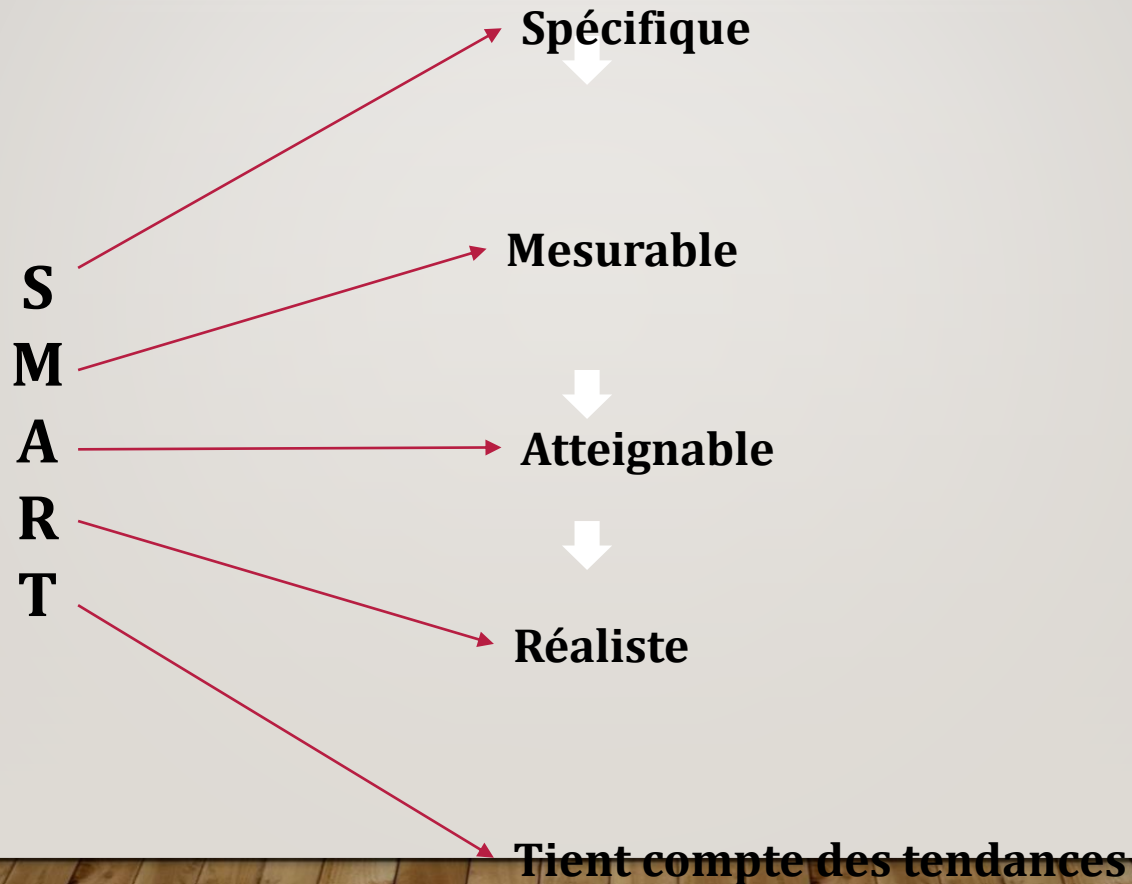 S
M
A
R
T
Spécifique
Mesurable
Atteignable
Réaliste
Tient compte des tendances